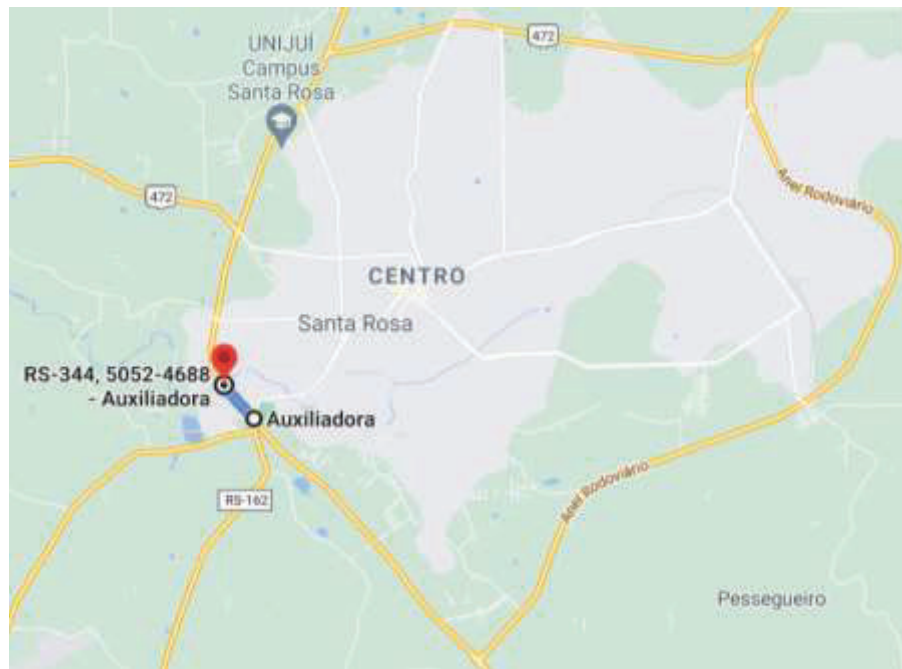 472
UNIJUÍ
Campus
Santa Rosa
472
Anel Rodoviário
CENTRO
Santa Rosa
RS-344, 5052-4688
- Auxiliadora
Auxiliadora
RS-162
Anel Rodoviário
Pessegueiro